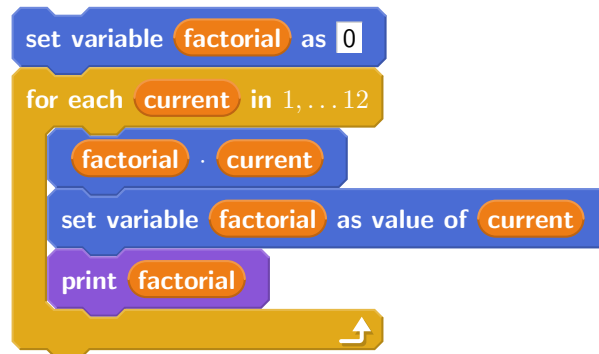 set variable factorial as 0
for each current in 1, . . . 12
factorial · current
set variable factorial as value of current
print factorial